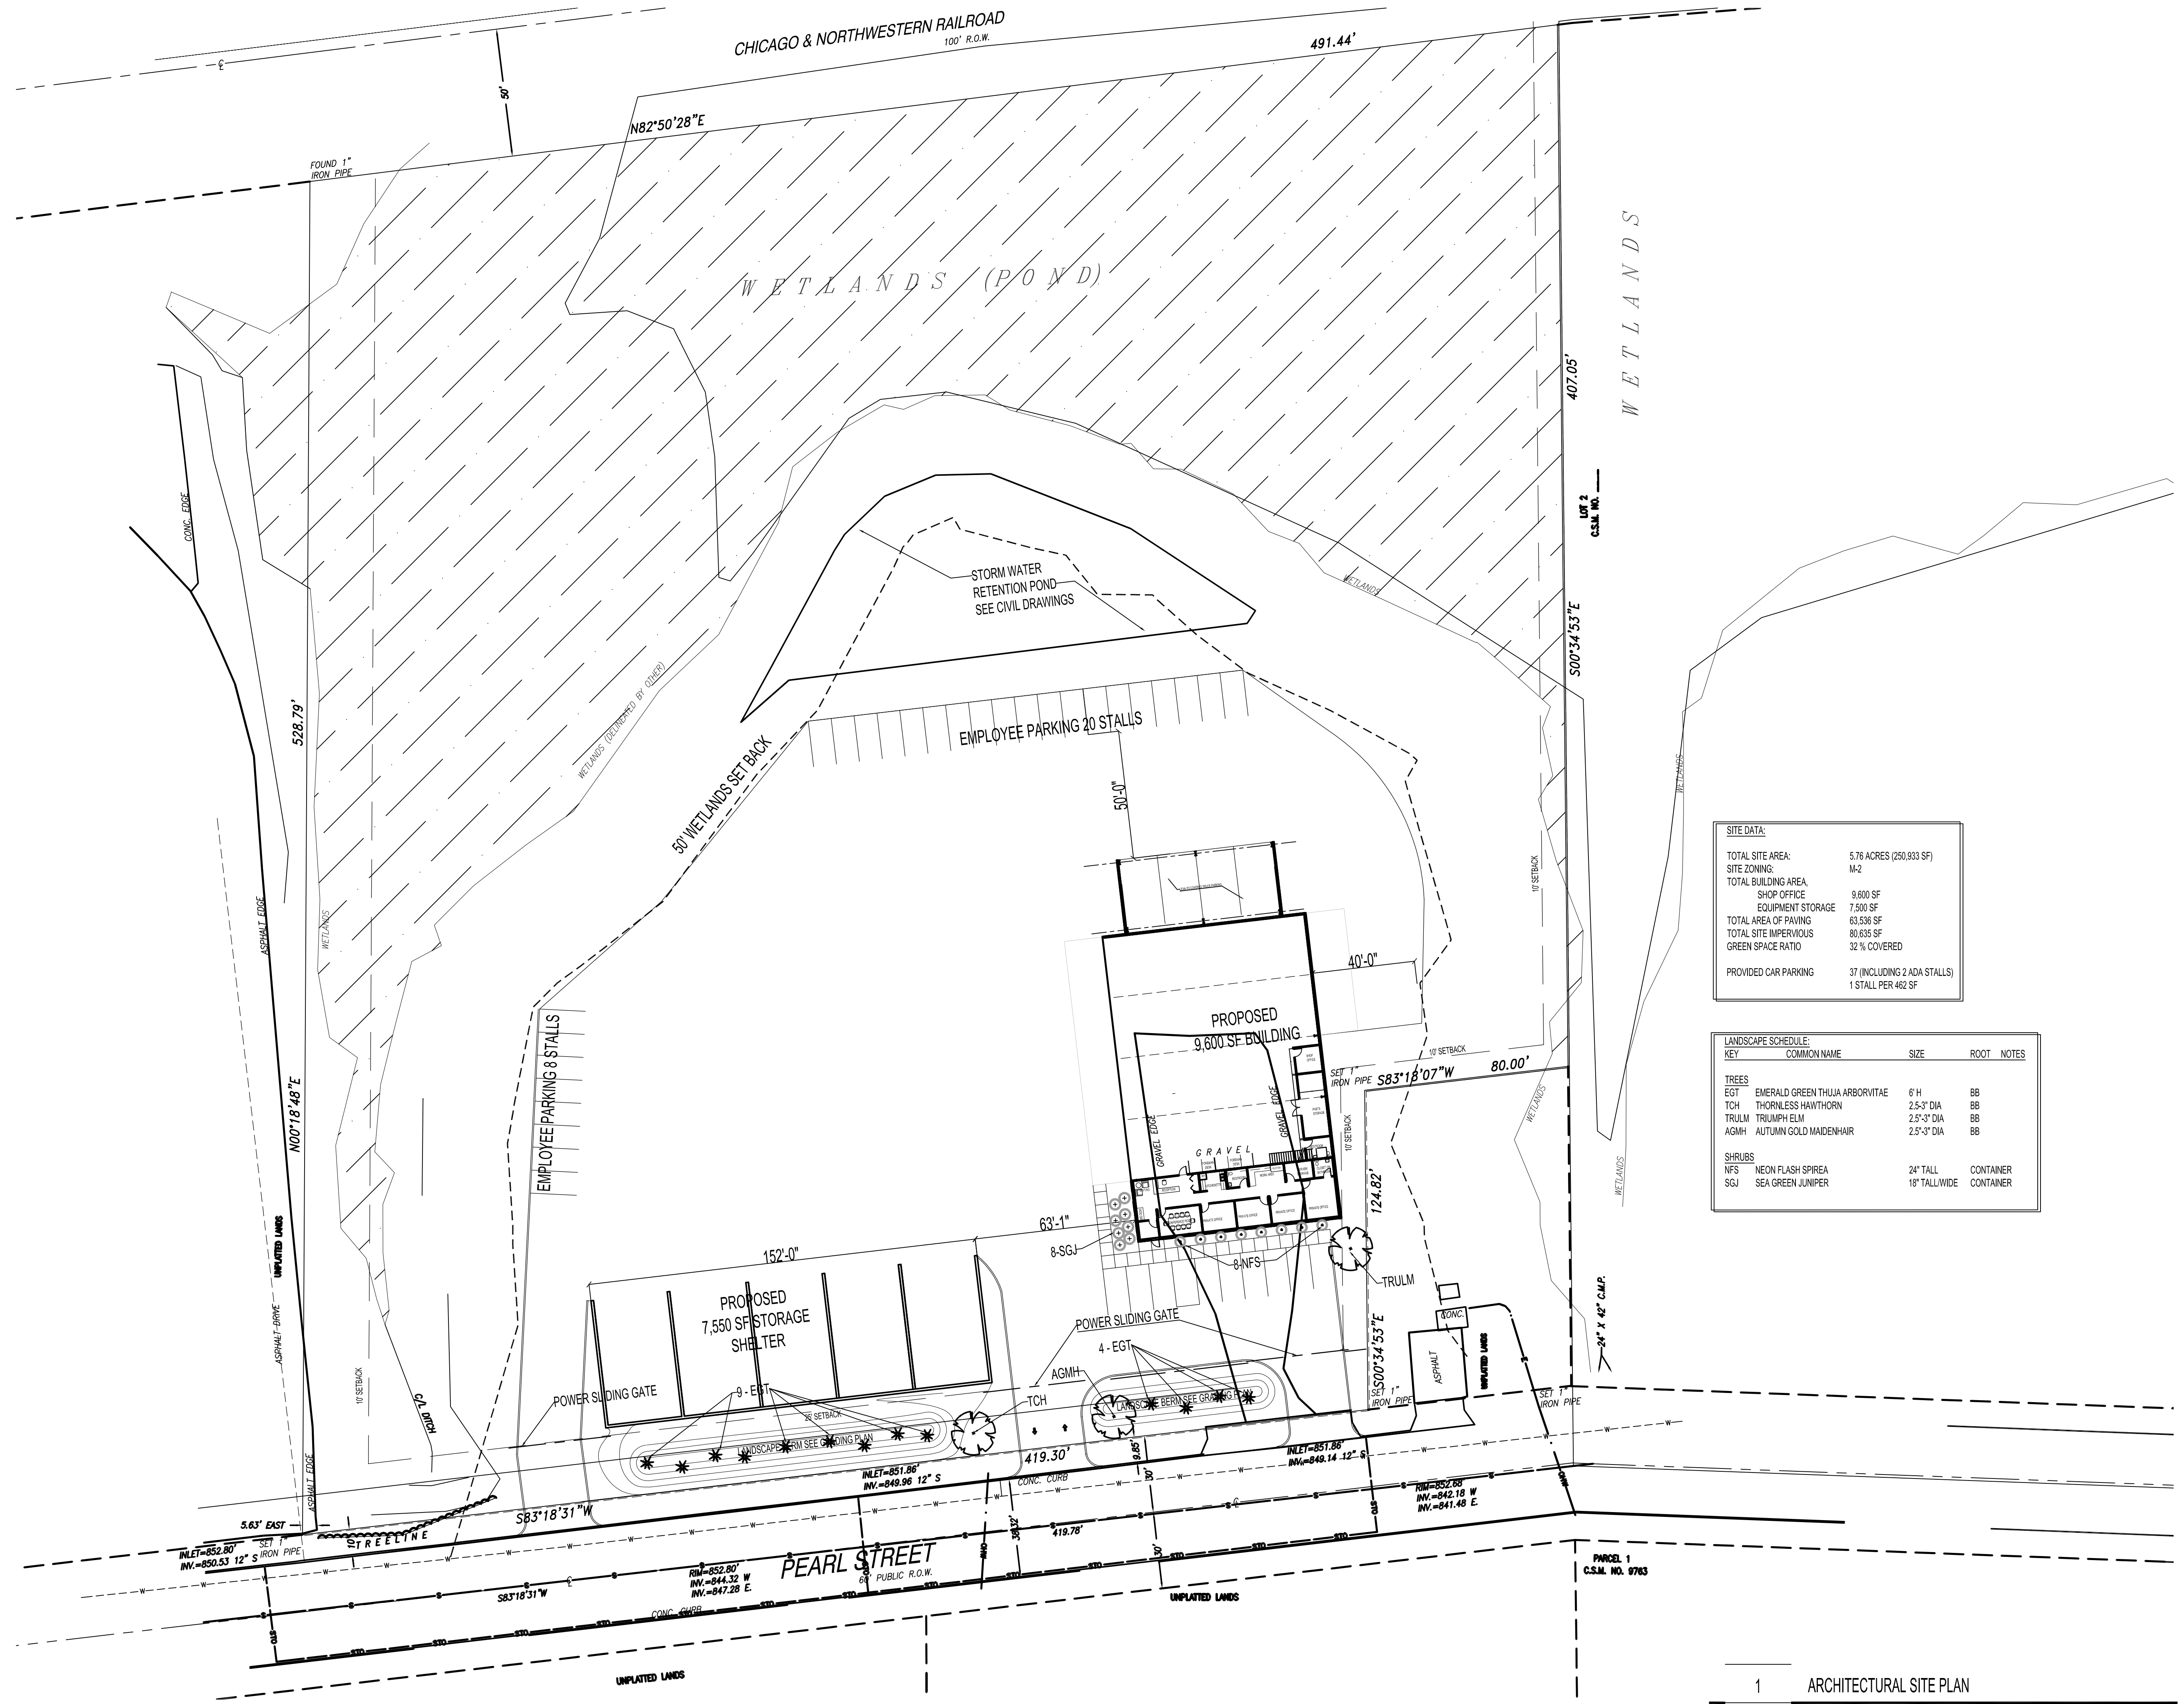 CHICAGO & NORTHWESTERN RAILROAD
100' R.O.W.
491.44'
50'
N82°50'28"E
FOUND 1"
IRON PIPE
WETLANDS (POND)
WETLANDS
407.05'
CONC. EDGE
LOT 2
C.S.M. NO.
STORM WATER
RETENTION POND
SEE CIVIL DRAWINGS
WETLANDS
S00°34'53"E
WETLANDS (DELINEATED BY OTHER)
528.79'
EMPLOYEE PARKING 20 STALLS
50' WETLANDS SET BACK
50'-0"
WETLANDS
SITE DATA:
TOTAL SITE AREA: 5.76 ACRES (250,933 SF)
SITE ZONING: M-2
TOTAL BUILDING AREA,
SHOP OFFICE 9,600 SF
EQUIPMENT STORAGE 7,500 SF
TOTAL AREA OF PAVING 63,536 SF
TOTAL SITE IMPERVIOUS 80,635 SF
GREEN SPACE RATIO 32 % COVERED
PROVIDED CAR PARKING 37 (INCLUDING 2 ADA STALLS)
1 STALL PER 462 SF
10' SETBACK
ASPHALT EDGE
WETLANDS
40'-0"
PROPOSED
9,600 SF BUILDING
EMPLOYEE PARKING 8 STALLS
10' SETBACK
SET 1"
IRON PIPE
S83°18'07"W
80.00'
LANDSCAPE SCHEDULE:
KEY COMMON NAME SIZE ROOT NOTES
TREES
EGT EMERALD GREEN THUJA ARBORVITAE 6' H BB
TCH THORNLESS HAWTHORN 2.5-3" DIA BB
TRULM TRIUMPH ELM 2.5"-3" DIA BB
AGMH AUTUMN GOLD MAIDENHAIR 2.5"-3" DIA BB
SHRUBS
NFS NEON FLASH SPIREA 24" TALL CONTAINER
SGJ SEA GREEN JUNIPER 18" TALL/WIDE CONTAINER
N00°18'48"E
GRAVEL EDGE
GRAVEL EDGE
GRAVEL
10' SETBACK
WETLANDS
WETLANDS
124.82'
UNPLATTED LANDS
63'-1"
8-SGJ
8-NFS
TRULM
152'-0"
PROPOSED
7,550 SF STORAGE
SHELTER
POWER SLIDING GATE
4 - EGT
ASPHALT DRIVE
CONC.
ASPHALT
UNPLATTED LANDS
24" X 42" C.M.P.
S00°34'53"E
10' SETBACK
C/L DITCH
POWER SLIDING GATE
9 - EGT
25' SETBACK
LANDSCAPE BERM SEE GRADING PLAN
AGMH
TCH
LANDSCAPE BERM SEE GRADING PLAN
SET 1"
IRON PIPE
SET 1"
IRON PIPE
ASPHALT EDGE
419.30'
9.85'
INLET=851.86'
INV.=849.96 12" S
CONC. CURB
30'
INLET=851.86'
INV.=849.14 12" S
RIM=852.68'
INV.=842.18 W
INV.=841.48 E.
5.63' EAST
S83°18'31"W
TREELINE
10'
INLET=852.80'
INV.=850.53 12" S
SET 1"
IRON PIPE
38.32'
419.78'
30'
PEARL STREET
66' PUBLIC R.O.W.
RIM=852.80'
INV.=844.32 W
INV.=847.28 E.
S83°18'31"W
CONC. CURB
UNPLATTED LANDS
UNPLATTED LANDS
PARCEL 1
C.S.M. NO. 9763
1 ARCHITECTURAL SITE PLAN